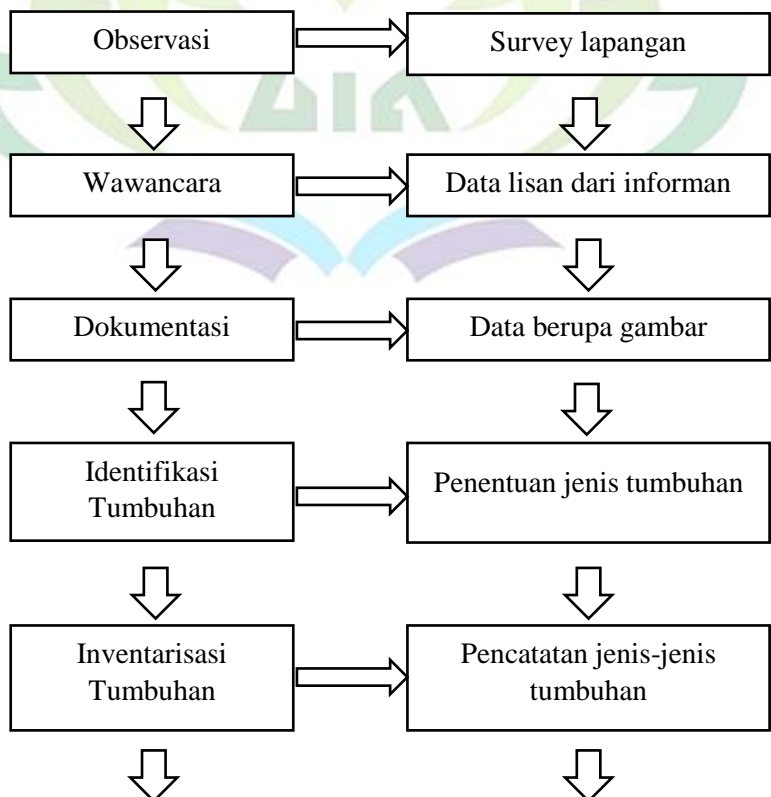 Observasi
Survey lapangan
Wawancara
Data lisan dari informan
Dokumentasi
Data berupa gambar
Identifikasi
Tumbuhan
Penentuan jenis tumbuhan
Inventarisasi
Tumbuhan
Pencatatan jenis-jenis
tumbuhan